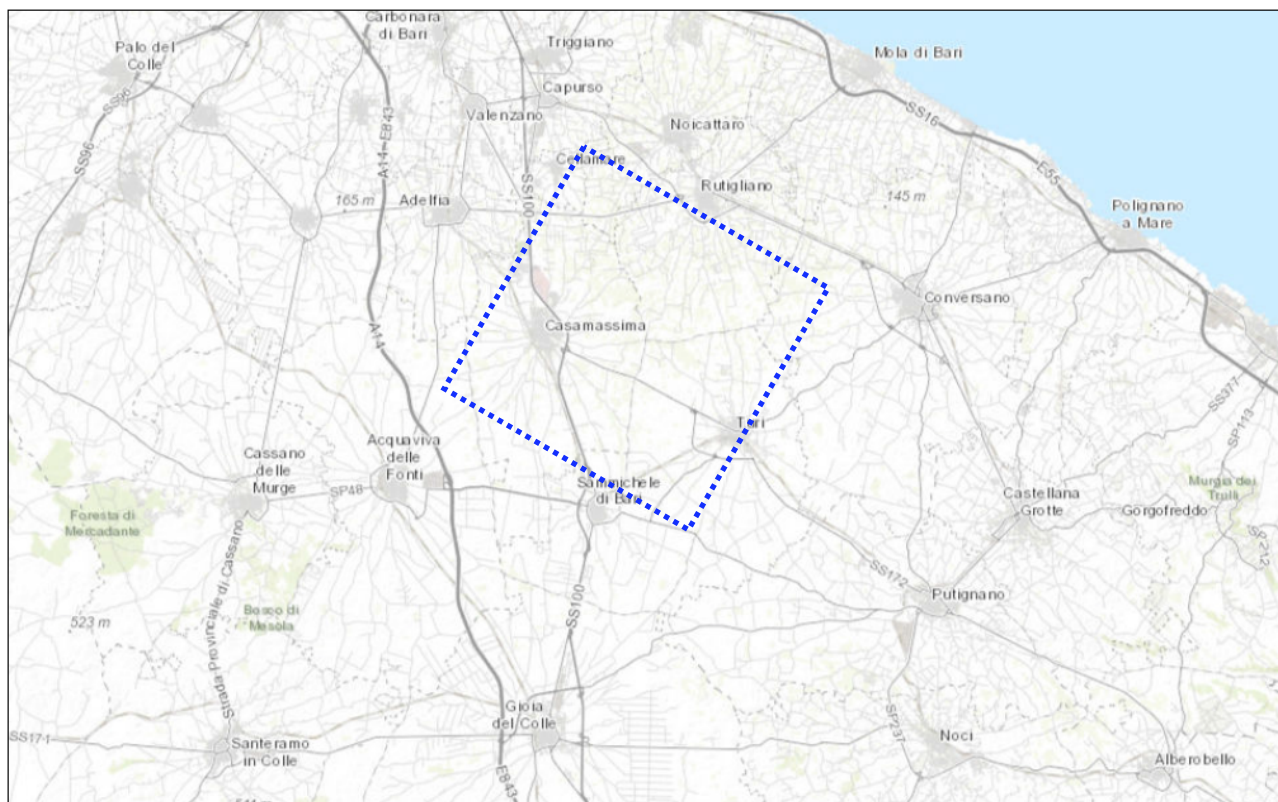 Carbonara
di Bari
Palo del
Colle
Triggiano
Mola di Bari
SS96
Capurso
SS16
Valenzano
Noicattaro
A14-E843
SS96
Cellamare
E55
SS100
Rutigliano
165 m
Adelfia
145 m
Polignano
a Mare
Conversano
Casamassima
A14
SS377
SP113
Turi
Acquaviva
delle
Fonti
Cassano
delle
Murge
Sammichele
di Bari
SP48
Murgia dei
Trulli
Castellana
Grotte
Gorgofreddo
Foresta di
Mercadante
SP212
Strada Provinciale di Cassano
SS172
SS100
Putignano
Bosco di
Mesola
523 m
Gioia
del Colle
SP237
SS171
Santeramo
in Colle
Noci
Alberobello
E843